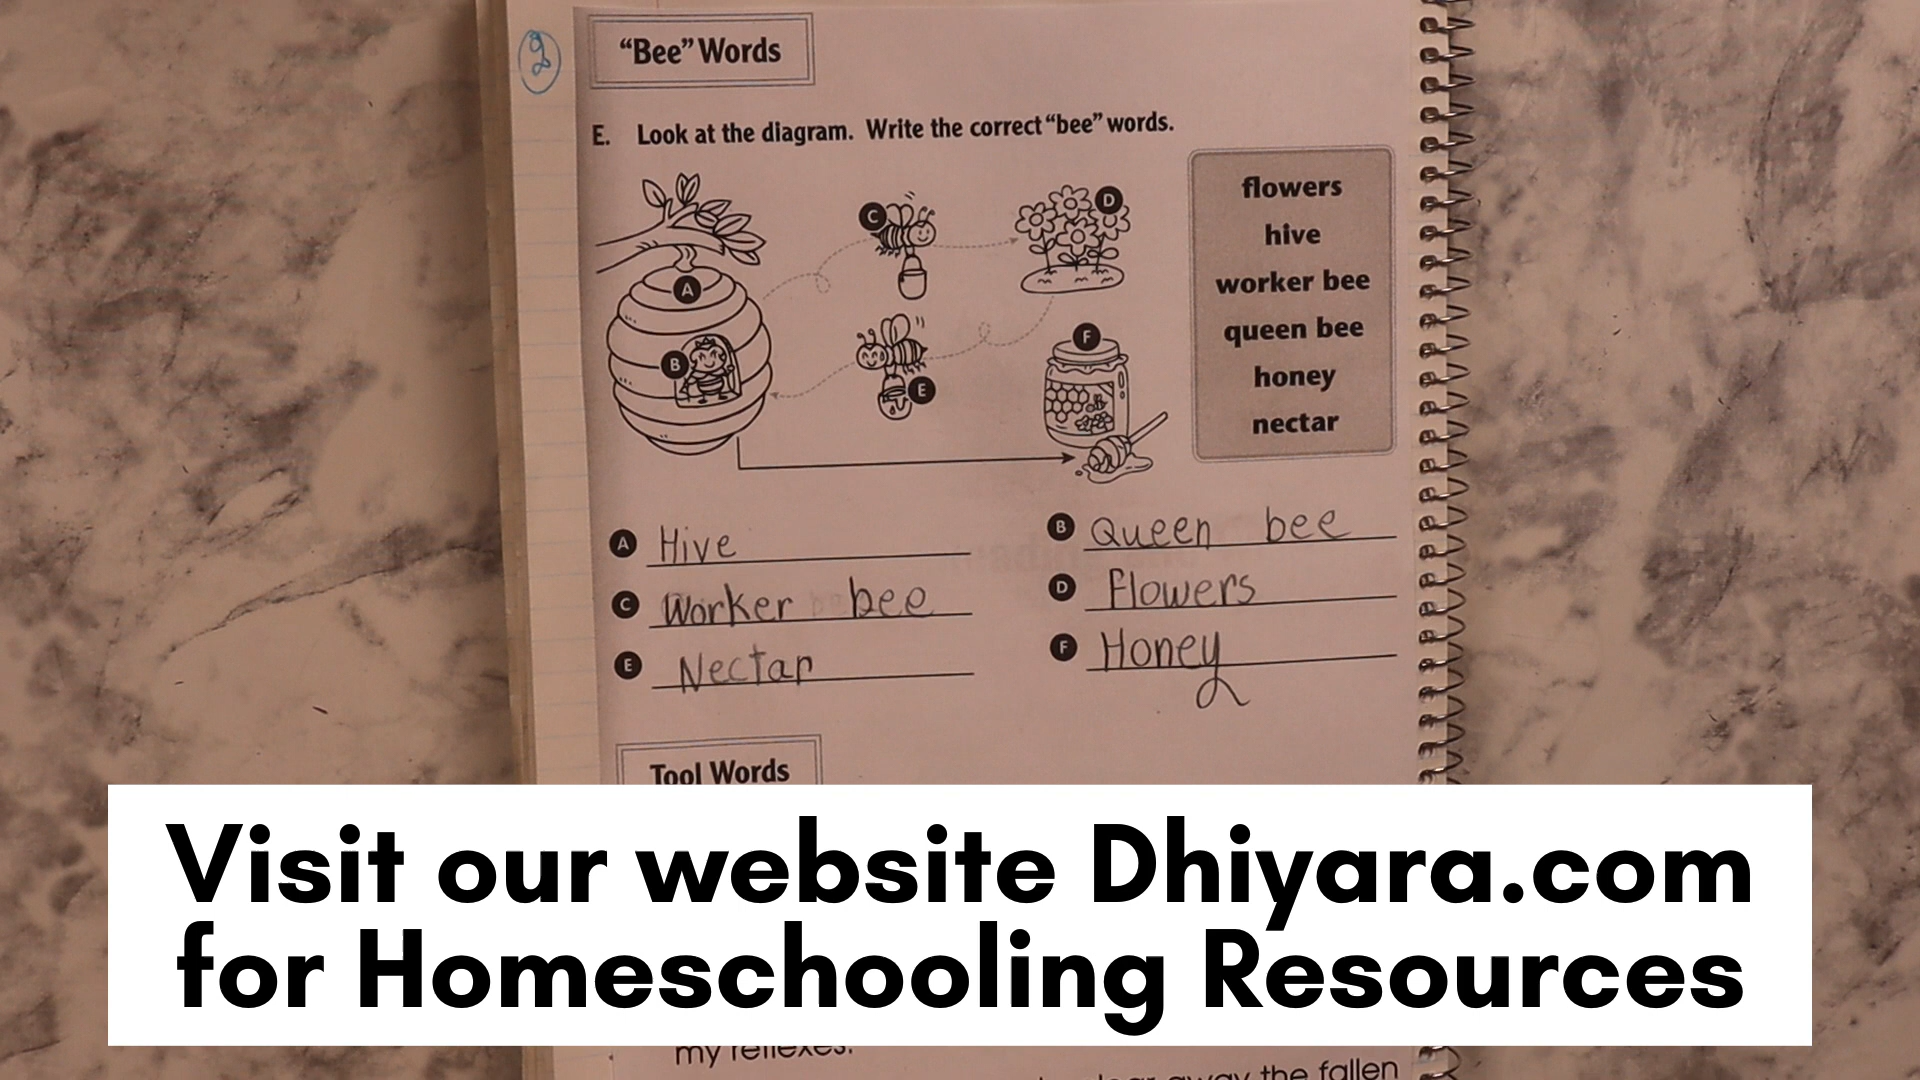 2
"Bee" Words
E. Look at the diagram. Write the correct "bee" words.
A
B
C
D
E
F
flowers
hive
worker bee
queen bee
honey
nectar
A Hive
B Queen bee
C Worker bee
D Flowers
E Nectar
F Honey
Tool Words
Visit our website Dhiyara.com
for Homeschooling Resources
my reflexes.
clear away the fallen